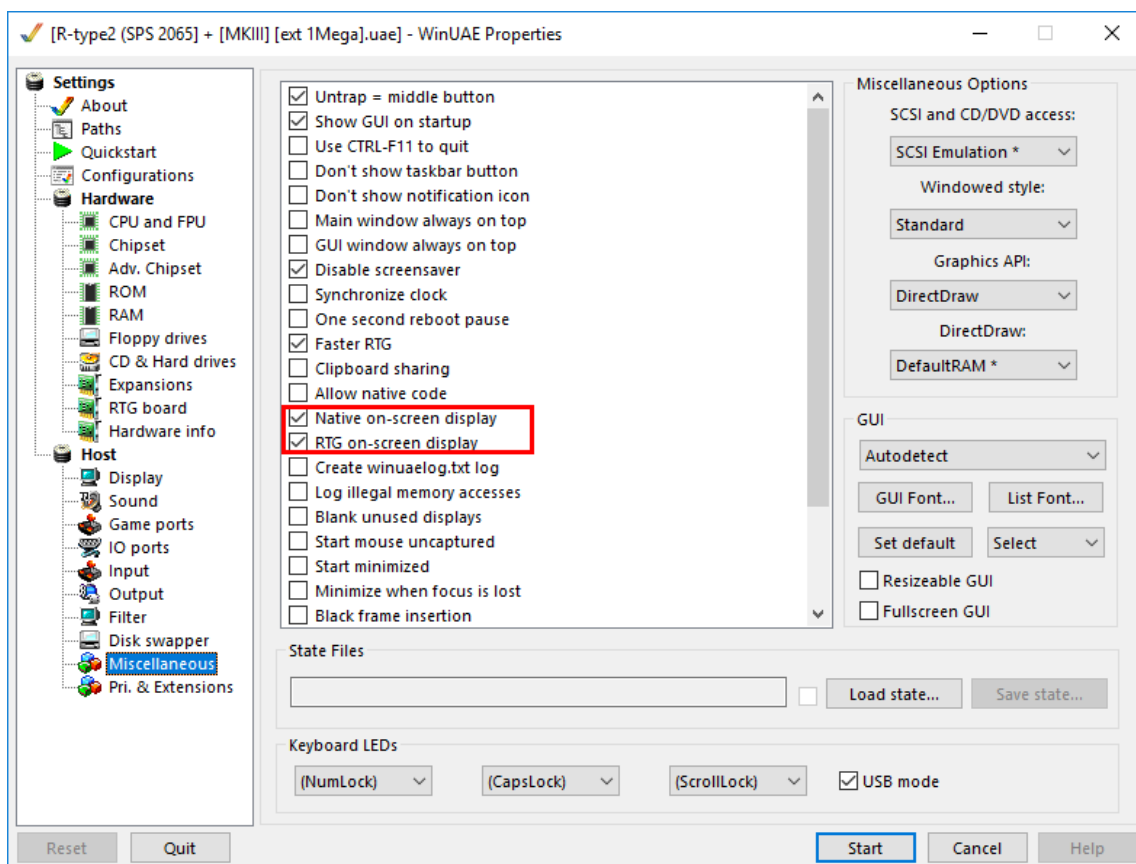 [R-type2 (SPS 2065) + [MKIII] [ext 1Mega].uae] - WinUAE Properties
Settings
About
Paths
Quickstart
Configurations
Hardware
CPU and FPU
Chipset
Adv. Chipset
ROM
RAM
Floppy drives
CD & Hard drives
Expansions
RTG board
Hardware info
Host
Display
Sound
Game ports
IO ports
Input
Output
Filter
Disk swapper
Miscellaneous
Pri. & Extensions
Untrap = middle button
Show GUI on startup
Use CTRL-F11 to quit
Don't show taskbar button
Don't show notification icon
Main window always on top
GUI window always on top
Disable screensaver
Synchronize clock
One second reboot pause
Faster RTG
Clipboard sharing
Allow native code
Native on-screen display
RTG on-screen display
Create winuaelog.txt log
Log illegal memory accesses
Blank unused displays
Start mouse uncaptured
Start minimized
Minimize when focus is lost
Black frame insertion
Miscellaneous Options
SCSI and CD/DVD access:
SCSI Emulation *
Windowed style:
Standard
Graphics API:
DirectDraw
DirectDraw:
DefaultRAM *
GUI
Autodetect
GUI Font... List Font...
Set default Select
Resizeable GUI
Fullscreen GUI
State Files
Load state... Save state...
Keyboard LEDs
(NumLock) (CapsLock) (ScrollLock) USB mode
Reset Quit Start Cancel Help